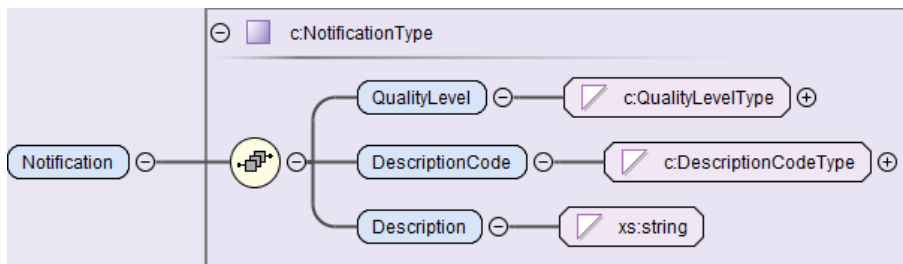 c:NotificationType
QualityLevel c:QualityLevelType
Notification DescriptionCode c:DescriptionCodeType
Description xs:string